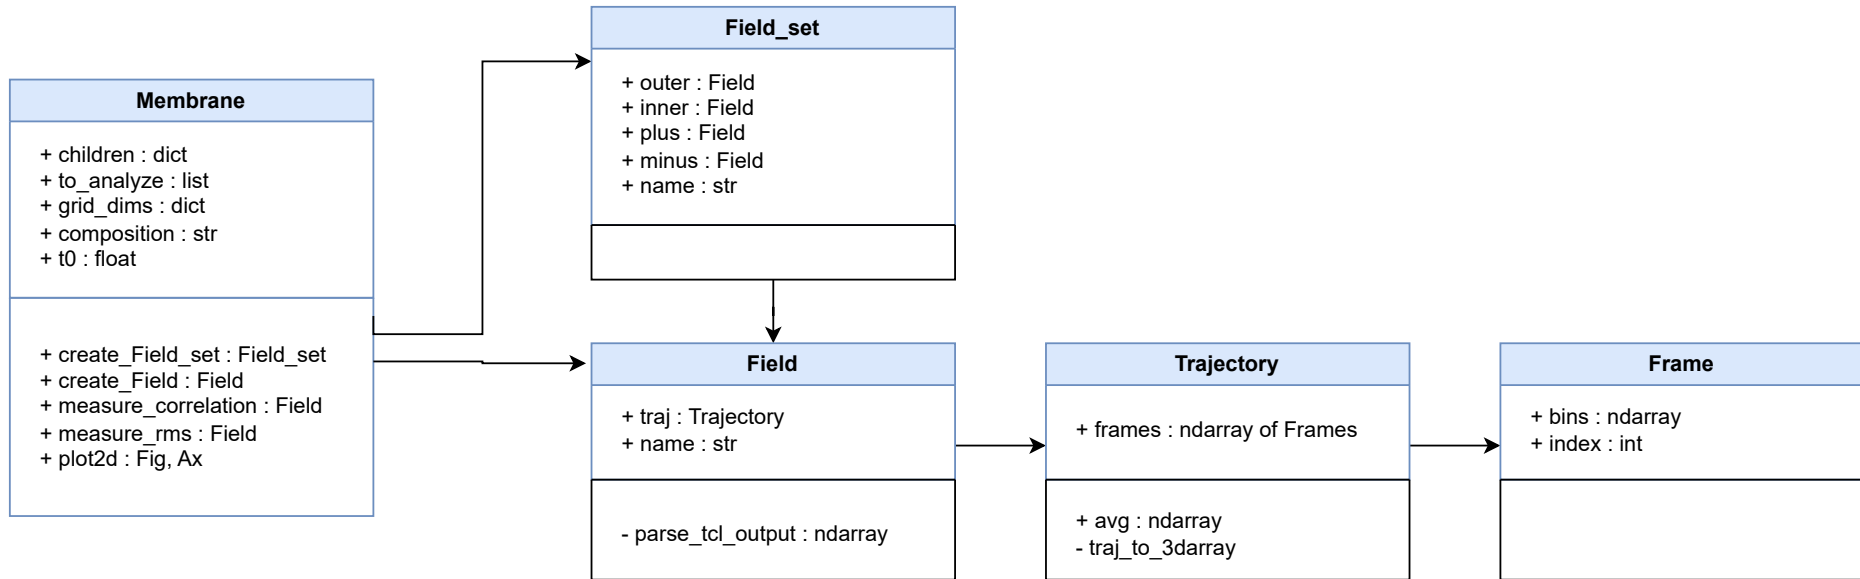 Membrane
+ children : dict
+ to_analyze : list
+ grid_dims : dict
+ composition : str
+ t0 : float
+ create_Field_set : Field_set
+ create_Field : Field
+ measure_correlation : Field
+ measure_rms : Field
+ plot2d : Fig, Ax
Field_set
+ outer : Field
+ inner : Field
+ plus : Field
+ minus : Field
+ name : str
Field
+ traj : Trajectory
+ name : str
- parse_tcl_output : ndarray
Trajectory
+ frames : ndarray of Frames
+ avg : ndarray
- traj_to_3darray
Frame
+ bins : ndarray
+ index : int